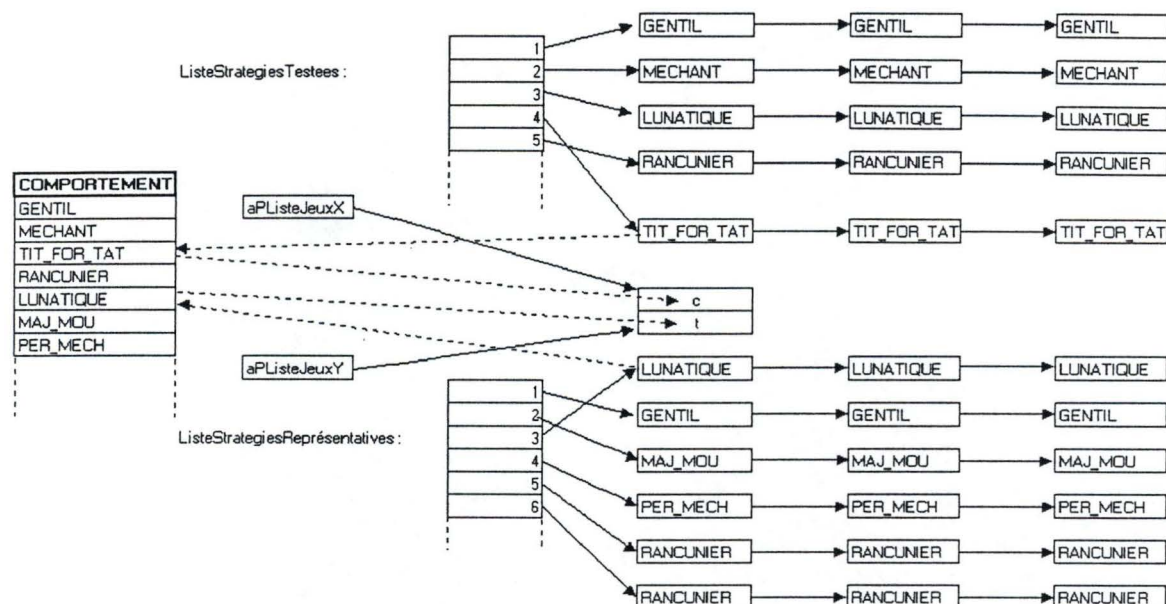 GENTIL GENTIL GENTIL
1
ListeStrategiesTestees :
2 MECHANT MECHANT MECHANT
3
4 LUNATIQUE LUNATIQUE LUNATIQUE
5
RANCUNIER RANCUNIER RANCUNIER
COMPORTEMENT
GENTIL
MECHANT
TIT_FOR_TAT
RANCUNIER
LUNATIQUE
MAJ_MOU
PER_MECH
aPListeJeuxX
TIT_FOR_TAT TIT_FOR_TAT TIT_FOR_TAT
c
t
aPListeJeuxY
LUNATIQUE LUNATIQUE LUNATIQUE
1
2 GENTIL GENTIL GENTIL
ListeStrategiesReprésentatives :
3
4 MAJ_MOU MAJ_MOU MAJ_MOU
5
6 PER_MECH PER_MECH PER_MECH
RANCUNIER RANCUNIER RANCUNIER
RANCUNIER RANCUNIER RANCUNIER